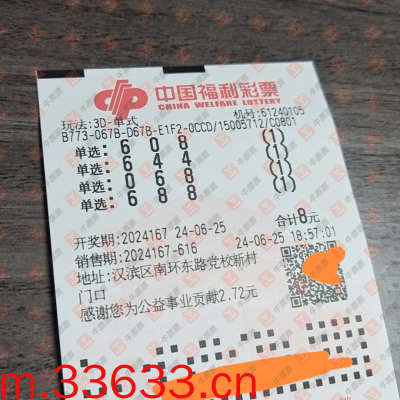 中国福利彩票
CHINA WELFARE LOTTERY
玩法:3D-单式 机号:61240105
B773-067B-D67B-E1F2-0CCD/15005712/C0B01
单选: 6 0 8 (1)
单选: 6 4 4 (1)
单选: 0 6 8 (1)
单选: 6 8 8 (1)
合计8元
开奖期:2024167 24-06-25
销售期:2024167-616 24-06-25 18:57:01
地址:汉滨区南环东路党校新村
门口
感谢您为公益事业贡献2.72元
m.33633.cn